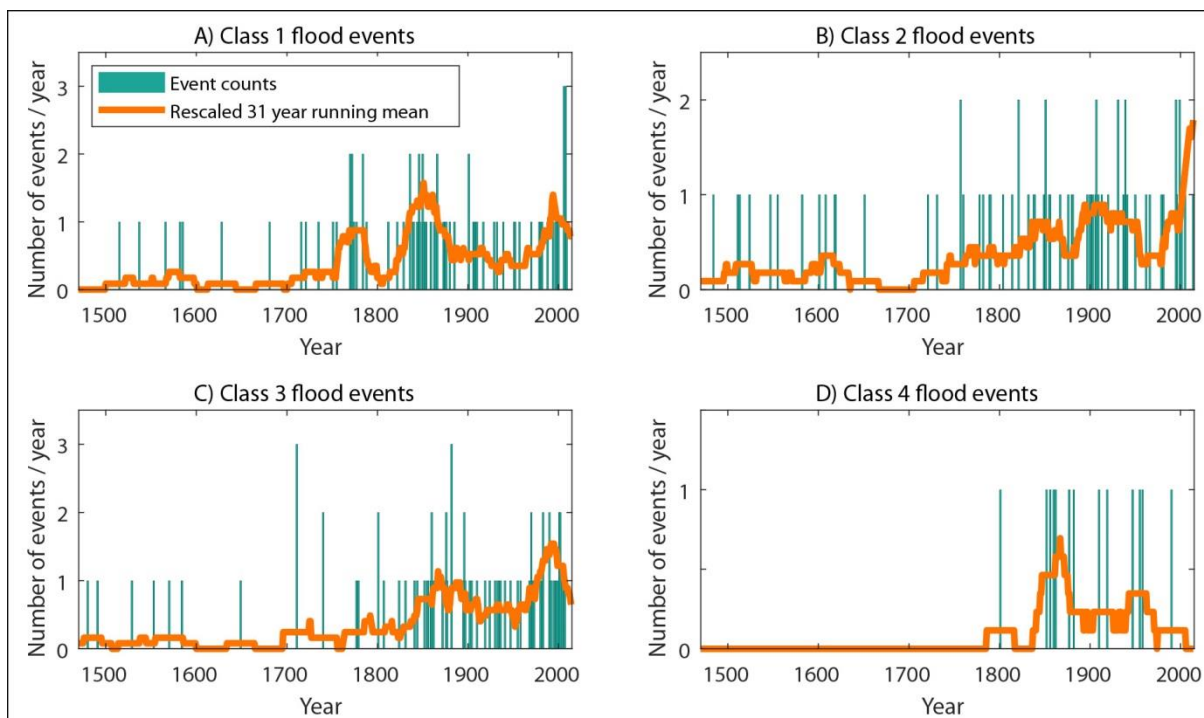 A) Class 1 flood events
Event counts
Rescaled 31 year running mean
Number of events / year
3
2
1
0
1500 1600 1700 1800 1900 2000
Year
B) Class 2 flood events
Number of events / year
2
1
0
1500 1600 1700 1800 1900 2000
Year
C) Class 3 flood events
Number of events / year
3
2
1
0
1500 1600 1700 1800 1900 2000
Year
D) Class 4 flood events
Number of events / year
1
0
1500 1600 1700 1800 1900 2000
Year